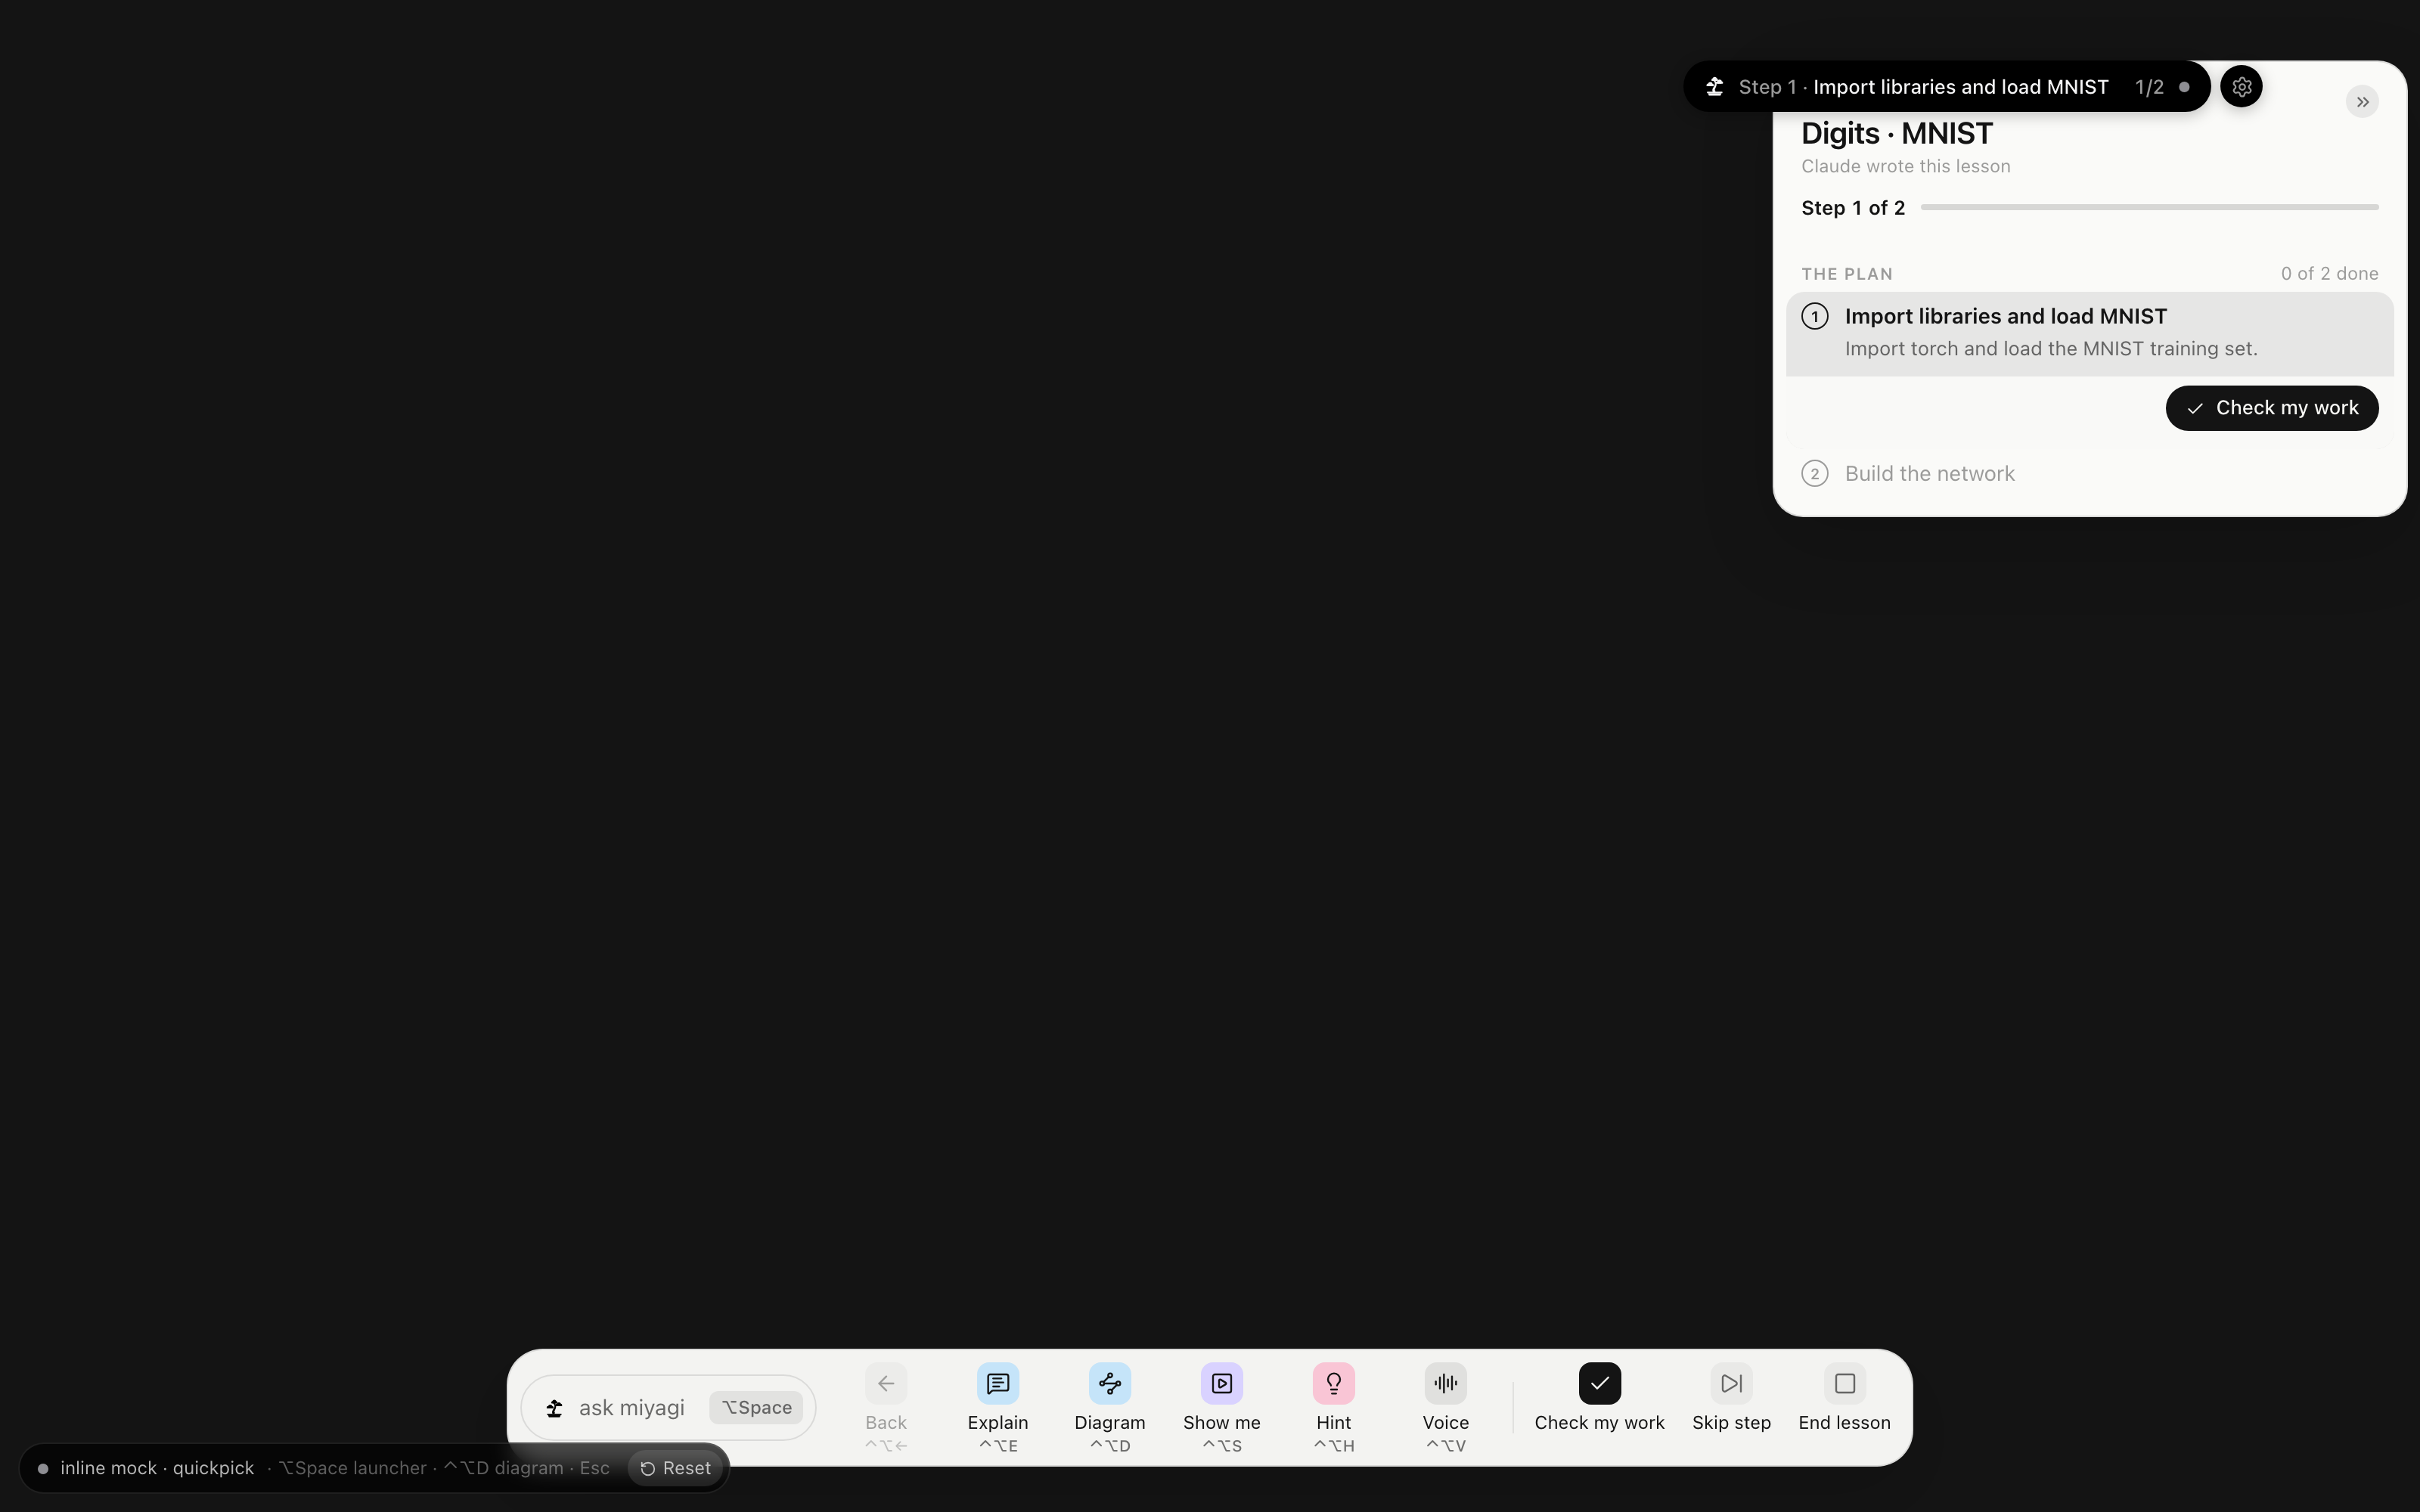 Step 1 · Import libraries and load MNIST 1/2
Digits · MNIST
Claude wrote this lesson
Step 1 of 2
THE PLAN 0 of 2 done
1 Import libraries and load MNIST
Import torch and load the MNIST training set.
Check my work
2 Build the network
ask miyagi ⌥Space
Back
^⌥←
Explain
^⌥E
Diagram
^⌥D
Show me
^⌥S
Hint
^⌥H
Voice
^⌥V
Check my work
Skip step
End lesson
inline mock · quickpick · ⌥Space launcher · ^⌥D diagram · Esc Reset